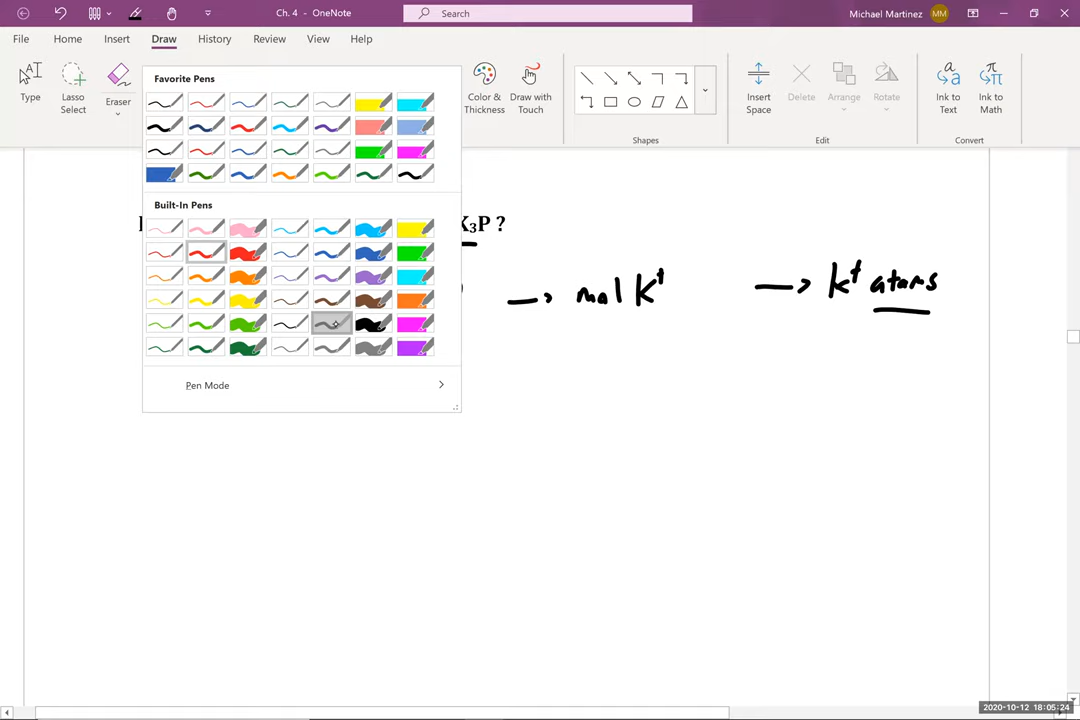 Ch. 4 - OneNote
Search
Michael Martinez
MM
File
Home
Insert
Draw
History
Review
View
Help
Type
Lasso Select
Eraser
Favorite Pens
Built-In Pens
Pen Mode
Color & Thickness
Draw with Touch
Shapes
Insert Space
Delete
Arrange
Rotate
Edit
Ink to Text
Ink to Math
Convert
K₃P ?
→ mol K⁺ → K⁺ atoms
2020-10-12 18:05:24